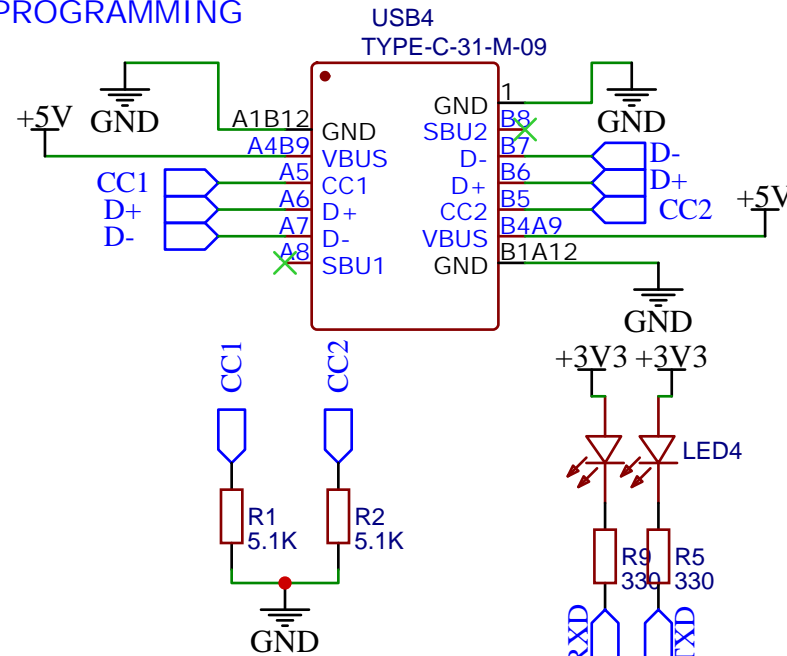 PROGRAMMING
USB4
TYPE-C-31-M-09
+5V
GND
A1B12
GND
A4B9
VBUS
CC1
A5
CC1
D+
A6
D+
D-
A7
D-
A8
SBU1
1
GND
GND
B8
SBU2
B7
D-
D-
B6
D+
D+
B5
CC2
CC2
B4A9
VBUS
+5V
B1A12
GND
GND
CC1
CC2
R1
5.1K
R2
5.1K
GND
+3V3
+3V3
LED4
R9
330
R5
330
RXD
TXD